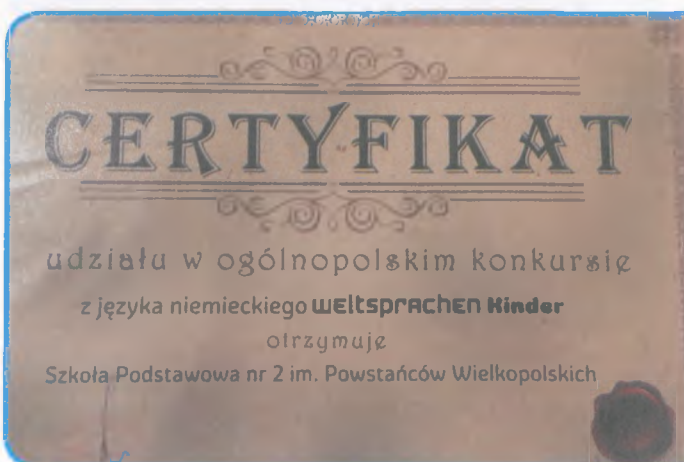 CERTYFIKAT
udziału w ogólnopolskim konkursie
z języka niemieckiego WEltsprAchEn Kinder
otrzymuje
Szkoła Podstawowa nr 2 im. Powstańców Wielkopolskich